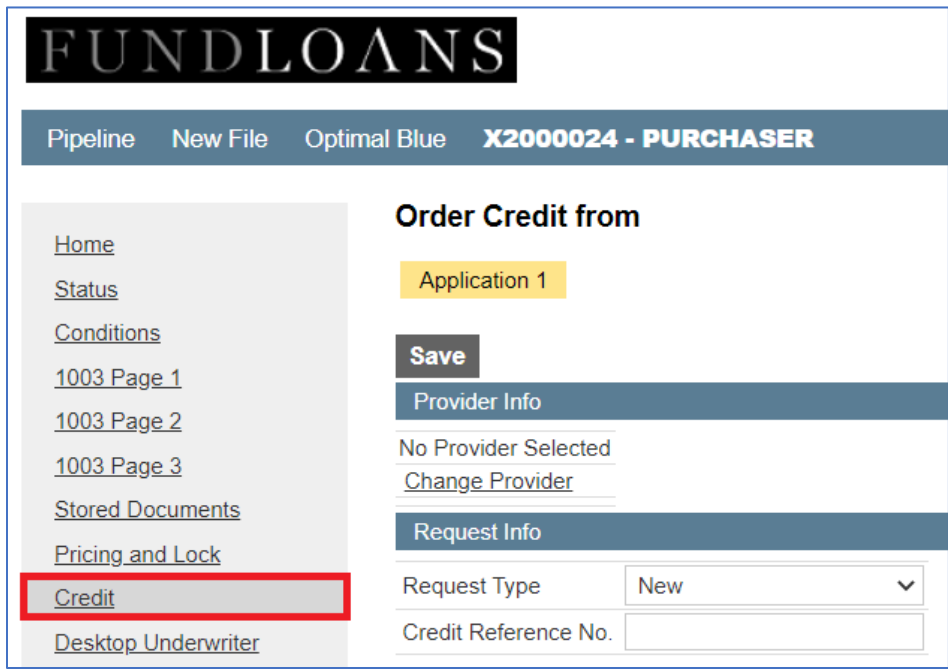 FUNDLOANS
Pipeline New File Optimal Blue X2000024 - PURCHASER
Home
Status
Conditions
1003 Page 1
1003 Page 2
1003 Page 3
Stored Documents
Pricing and Lock
Credit
Desktop Underwriter
Order Credit from
Application 1
Save
Provider Info
No Provider Selected
Change Provider
Request Info
Request Type New
Credit Reference No.